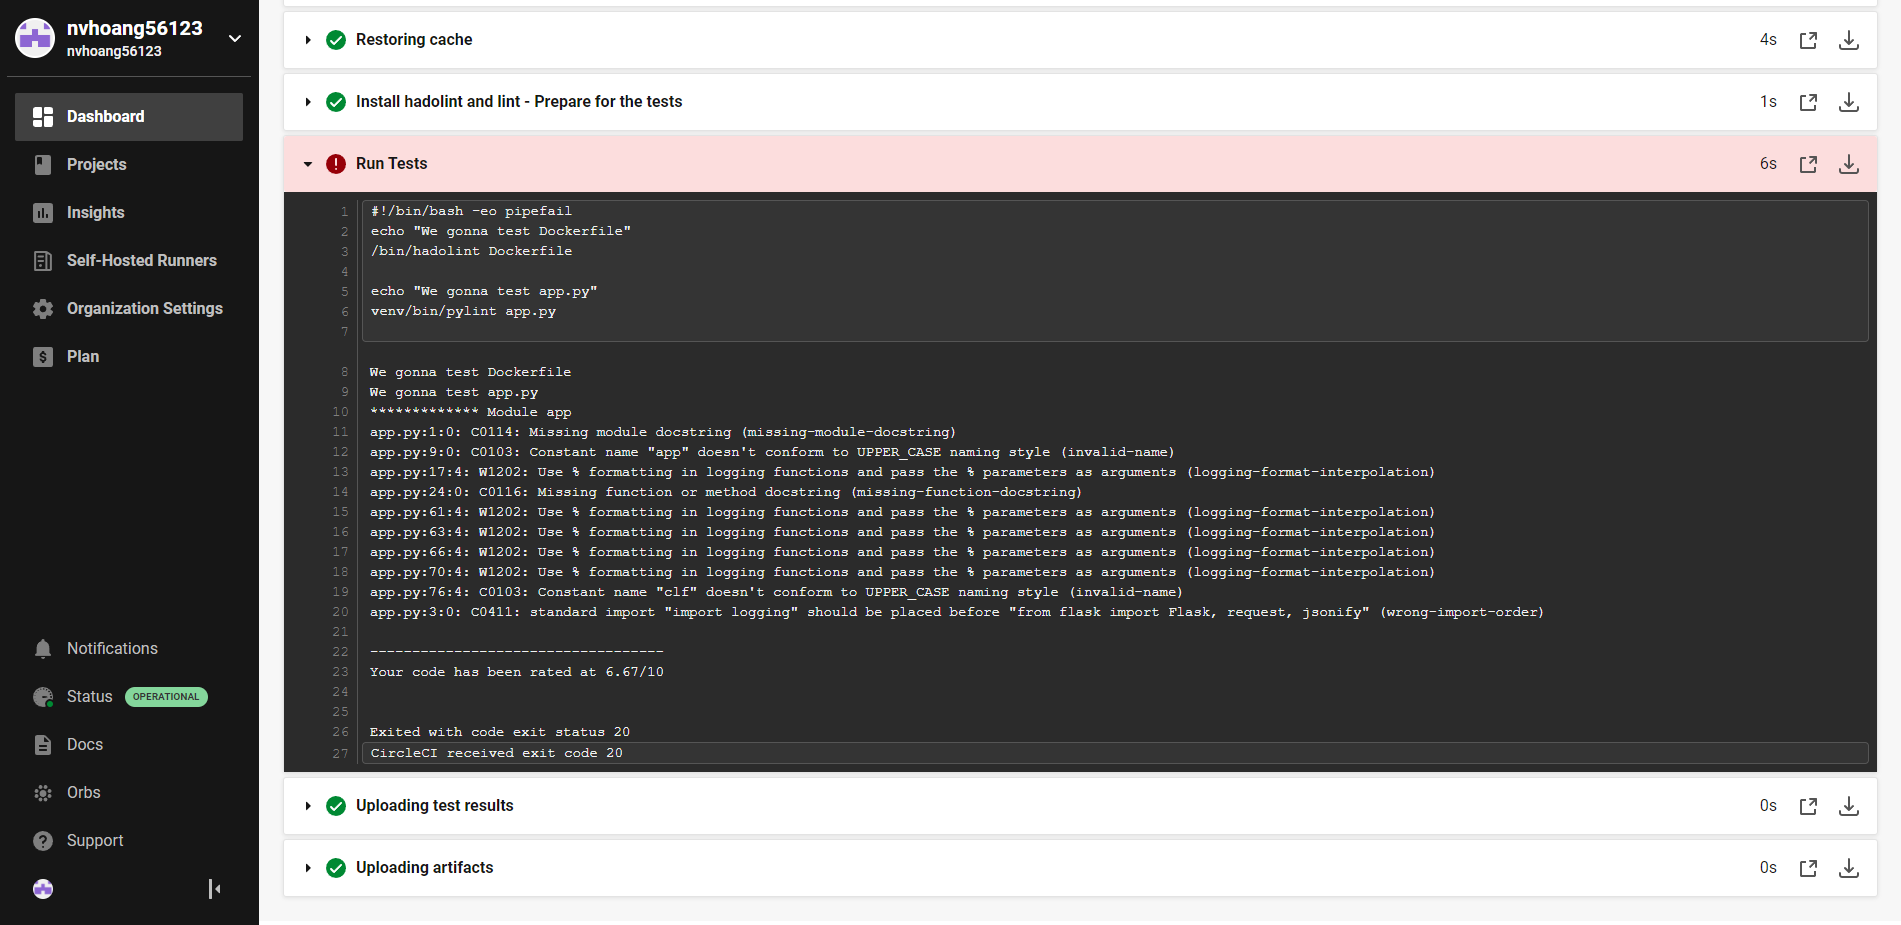 nvhoang56123
nvhoang56123
Dashboard
Projects
Insights
Self-Hosted Runners
Organization Settings
Plan
Notifications
Status OPERATIONAL
Docs
Orbs
Support
Restoring cache 4s
Install hadolint and lint - Prepare for the tests 1s
Run Tests 6s
1 #!/bin/bash -eo pipefail
2 echo "We gonna test Dockerfile"
3 /bin/hadolint Dockerfile
4
5 echo "We gonna test app.py"
6 venv/bin/pylint app.py
7
8 We gonna test Dockerfile
9 We gonna test app.py
10 ************* Module app
11 app.py:1:0: C0114: Missing module docstring (missing-module-docstring)
12 app.py:9:0: C0103: Constant name "app" doesn't conform to UPPER_CASE naming style (invalid-name)
13 app.py:17:4: W1202: Use % formatting in logging functions and pass the % parameters as arguments (logging-format-interpolation)
14 app.py:24:0: C0116: Missing function or method docstring (missing-function-docstring)
15 app.py:61:4: W1202: Use % formatting in logging functions and pass the % parameters as arguments (logging-format-interpolation)
16 app.py:63:4: W1202: Use % formatting in logging functions and pass the % parameters as arguments (logging-format-interpolation)
17 app.py:66:4: W1202: Use % formatting in logging functions and pass the % parameters as arguments (logging-format-interpolation)
18 app.py:70:4: W1202: Use % formatting in logging functions and pass the % parameters as arguments (logging-format-interpolation)
19 app.py:76:4: C0103: Constant name "clf" doesn't conform to UPPER_CASE naming style (invalid-name)
20 app.py:3:0: C0411: standard import "import logging" should be placed before "from flask import Flask, request, jsonify" (wrong-import-order)
21
22 -----------------------------------
23 Your code has been rated at 6.67/10
24
25
26 Exited with code exit status 20
27 CircleCI received exit code 20
Uploading test results 0s
Uploading artifacts 0s